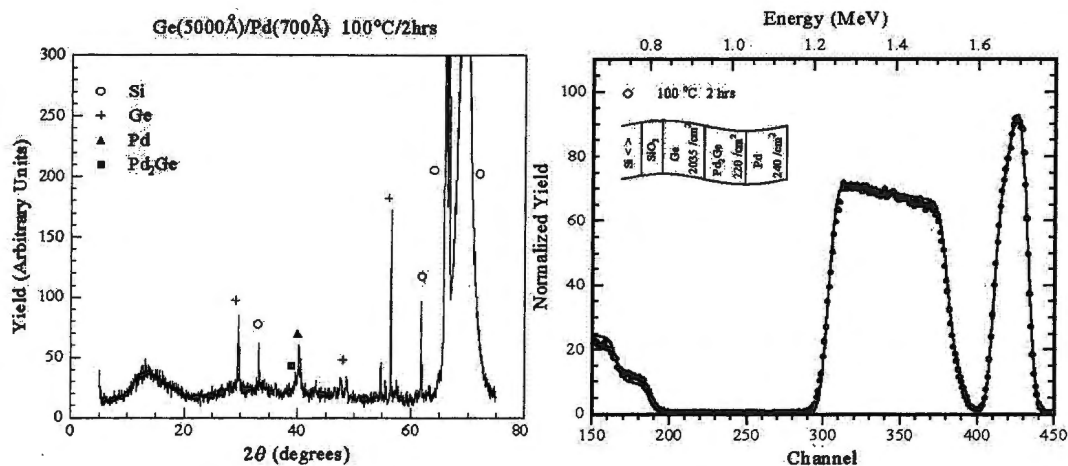 Ge(5000Å)/Pd(700Å) 100°C/2hrs
300
250
200
150
100
50
0
Yield (Arbitrary Units)
○ Si
+ Ge
▲ Pd
■ Pd₂Ge
0 20 40 60 80
2θ (degrees)
Energy (MeV)
0.8 1.0 1.2 1.4 1.6
100
80
60
40
20
0
Normalized Yield
100 °C 2 hrs
Si < >
SiO₂
Ge 2035 /cm²
Pd₂Ge 220 /cm²
Pd 240 /cm²
150 200 250 300 350 400 450
Channel